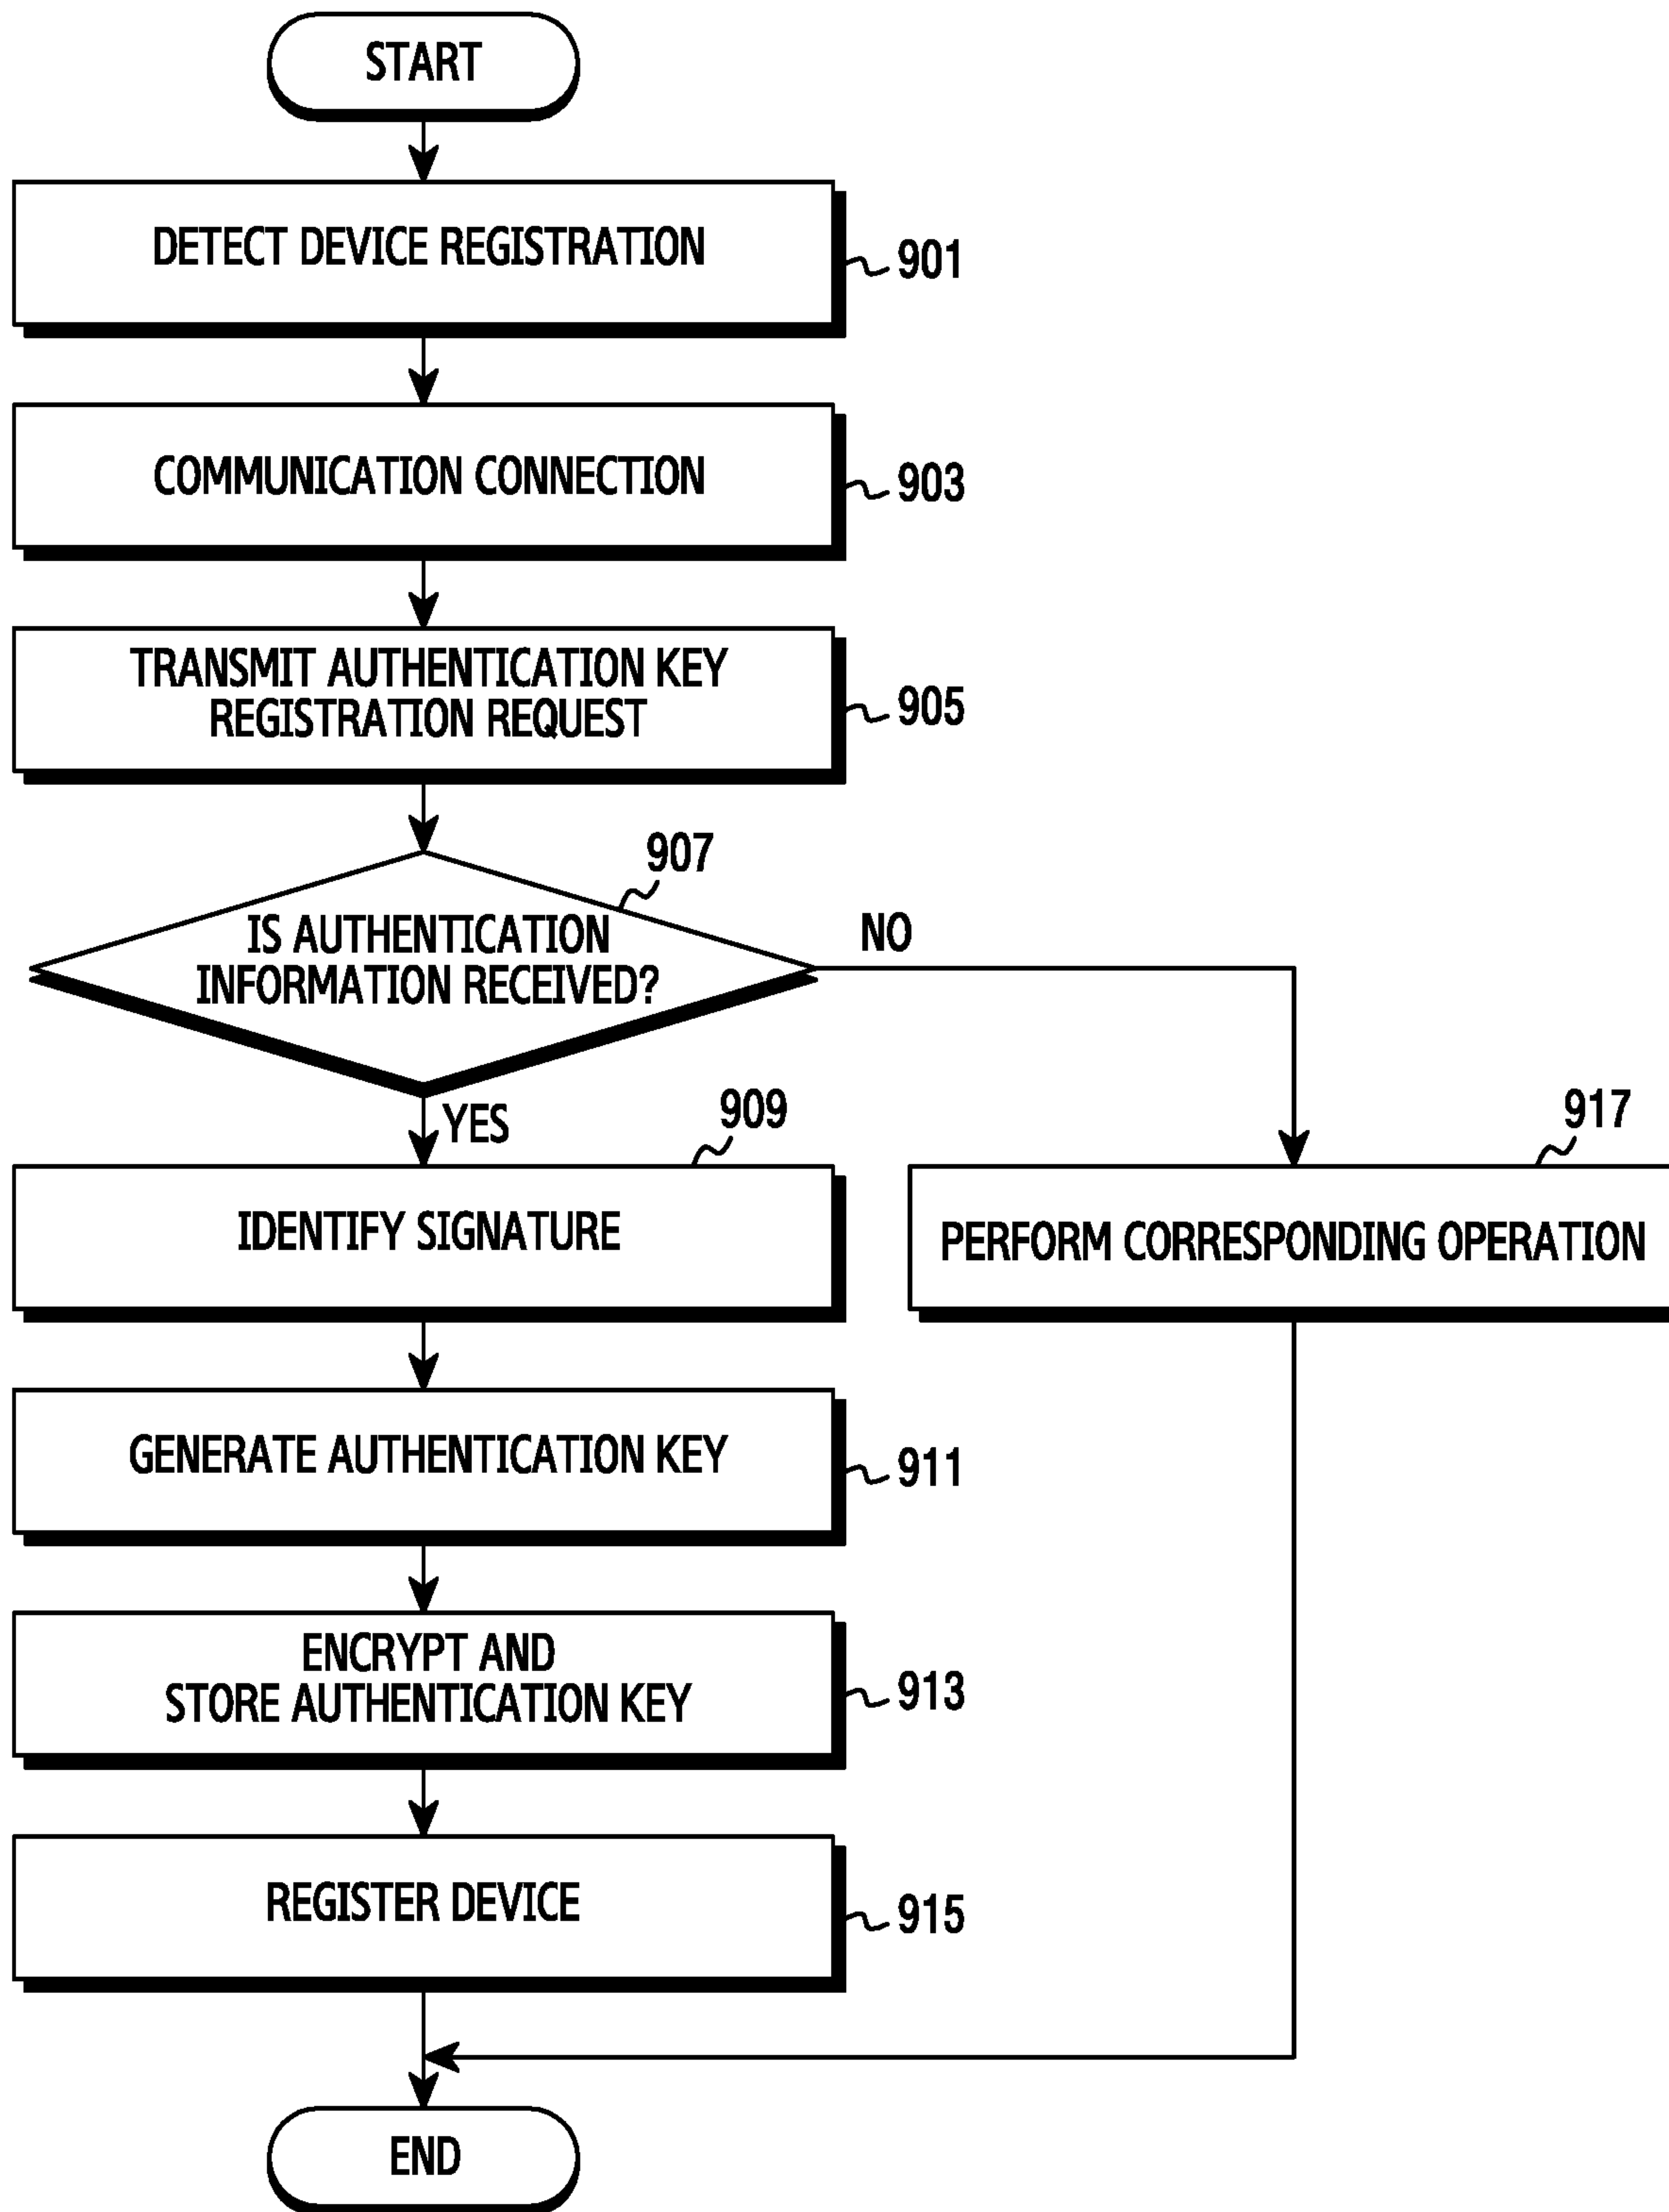 START
DETECT DEVICE REGISTRATION
901
COMMUNICATION CONNECTION
903
TRANSMIT AUTHENTICATION KEY
REGISTRATION REQUEST
905
907
IS AUTHENTICATION
INFORMATION RECEIVED?
NO
YES
909
917
IDENTIFY SIGNATURE
PERFORM CORRESPONDING OPERATION
GENERATE AUTHENTICATION KEY
911
ENCRYPT AND
STORE AUTHENTICATION KEY
913
REGISTER DEVICE
915
END